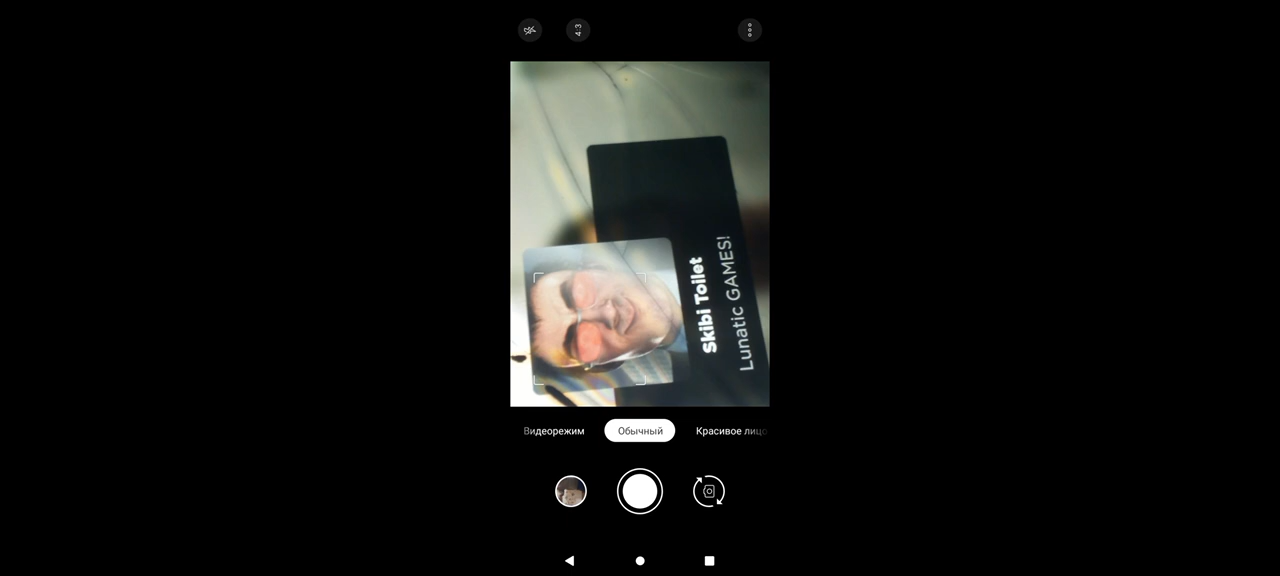 4:3
Skibi Toilet
Lunatic GAMES!
Видеорежим
Обычный
Красивое лицо